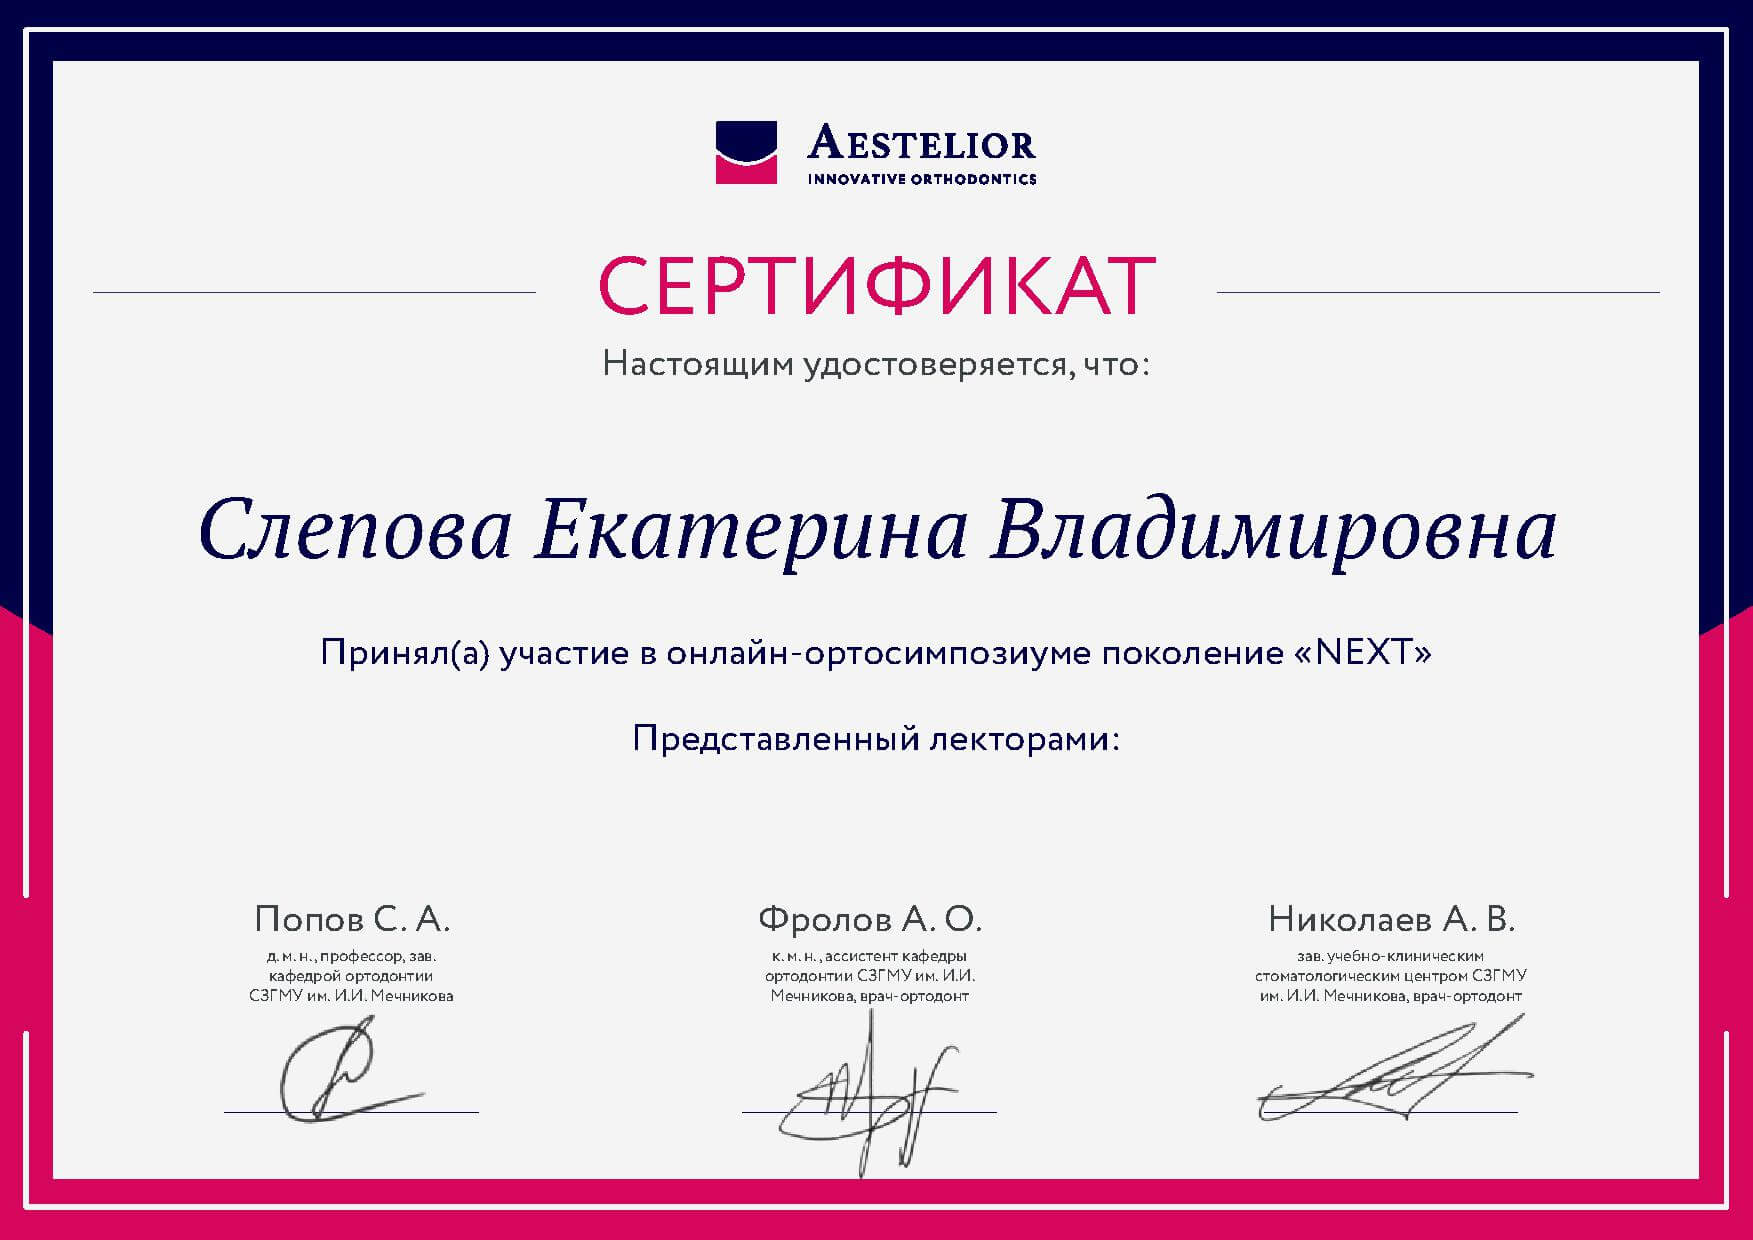 AESTELIOR
INNOVATIVE ORTHODONTICS
СЕРТИФИКАТ
Настоящим удостоверяется, что:
Слепова Екатерина Владимировна
Принял(а) участие в онлайн-ортосимпозиуме поколение «NEXT»
Представленный лекторами:
Попов С. А.
д. м. н., профессор, зав.
кафедрой ортодонтии
СЗГМУ им. И.И. Мечникова
Фролов А. О.
к. м. н., ассистент кафедры
ортодонтии СЗГМУ им. И.И.
Мечникова, врач-ортодонт
Николаев А. В.
зав. учебно-клиническим
стоматологическим центром СЗГМУ
им. И.И. Мечникова, врач-ортодонт